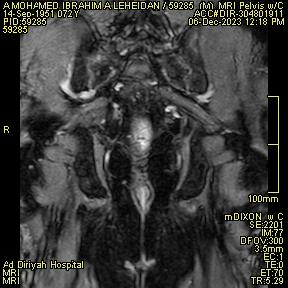 A MOHAMED IBRAHIM A LEHEIDAN / 59285 (M) MRI Pelvis w/C
14-Sep-1951 072Y
ACC#DIR-304801911
PID:59285
06-Dec-2023 12:18 PM
59285
R
100mm
mDIXON w C
SE:2201
IM:77
DFOV:300
3.5mm
EC:1
Ad Diriyah Hospital
TE:0
MRI
ET:70
MRI
TR:5.29